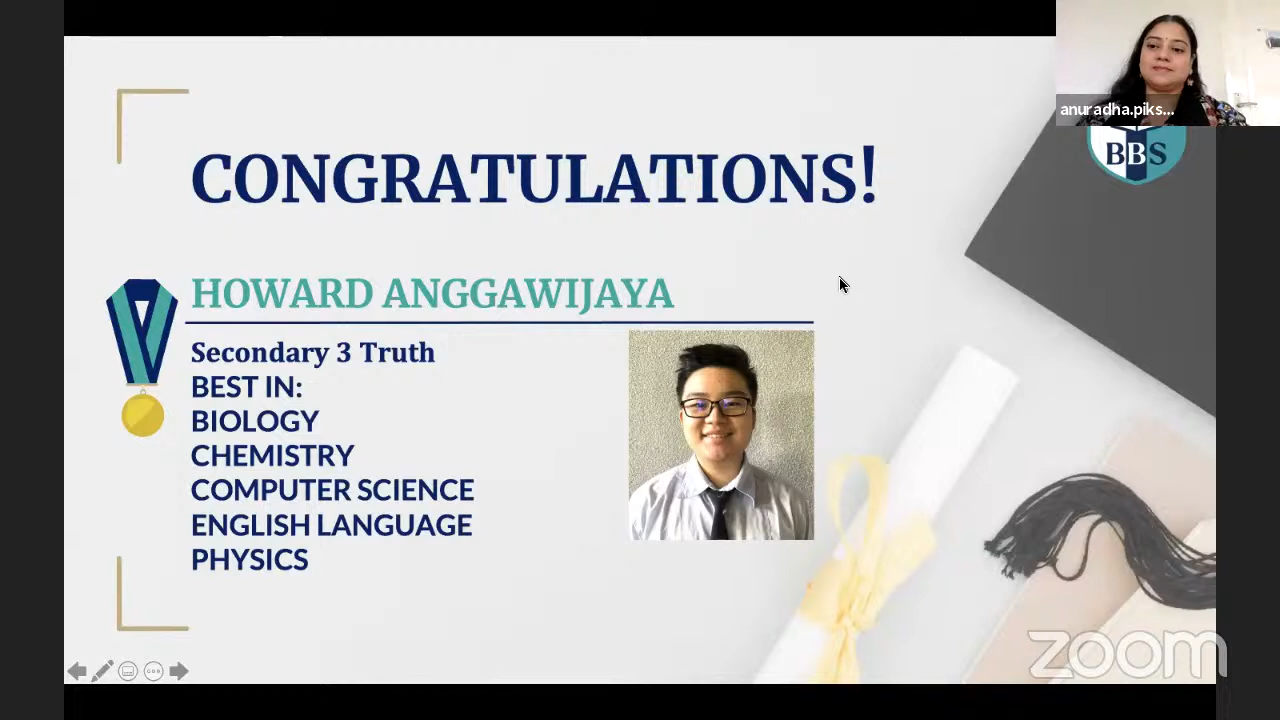 anuradha.piks...
BBS
CONGRATULATIONS!
HOWARD ANGGAWIJAYA
Secondary 3 Truth
BEST IN:
BIOLOGY
CHEMISTRY
COMPUTER SCIENCE
ENGLISH LANGUAGE
PHYSICS
zoom